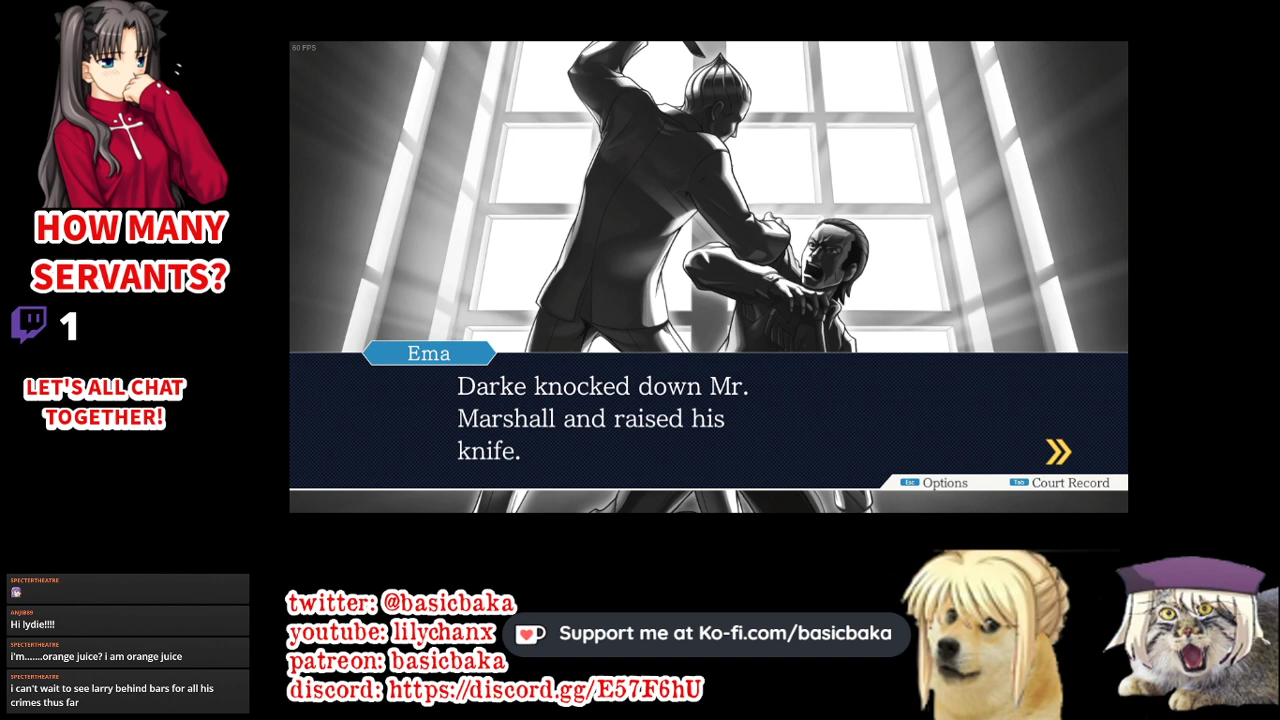 60 FPS
HOW MANY
SERVANTS?
1
LET'S ALL CHAT
TOGETHER!
Ema
Darke knocked down Mr.
Marshall and raised his
knife.
Esc Options Tab Court Record
SPECTERTHEATRE
ANJIB89
Hi lydie!!!!
SPECTERTHEATRE
i'm.......orange juice? i am orange juice
SPECTERTHEATRE
i can't wait to see larry behind bars for all his
crimes thus far
twitter: @basicbaka
youtube: lilychanx
patreon: basicbaka
discord: https://discord.gg/E57F6hU
Support me at Ko-fi.com/basicbaka